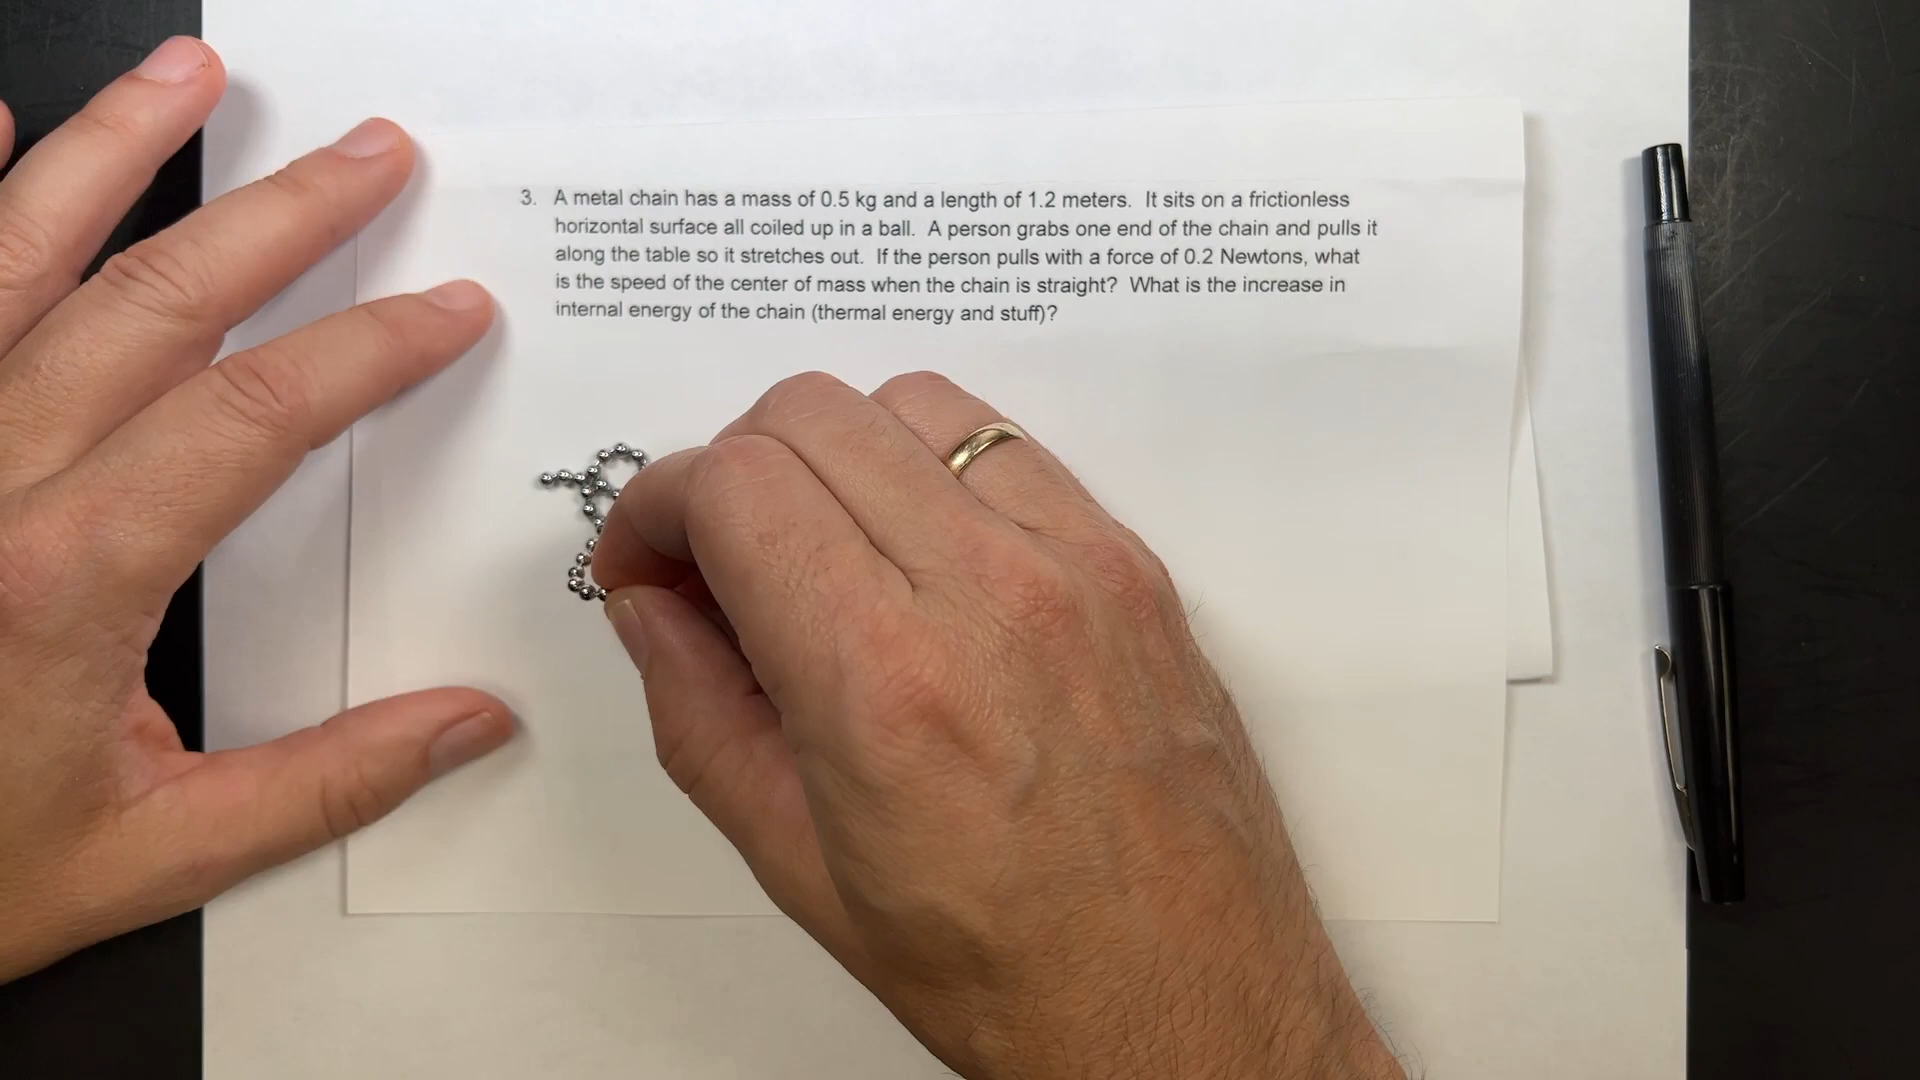 3. A metal chain has a mass of 0.5 kg and a length of 1.2 meters. It sits on a frictionless
horizontal surface all coiled up in a ball. A person grabs one end of the chain and pulls it
along the table so it stretches out. If the person pulls with a force of 0.2 Newtons, what
is the speed of the center of mass when the chain is straight? What is the increase in
internal energy of the chain (thermal energy and stuff)?